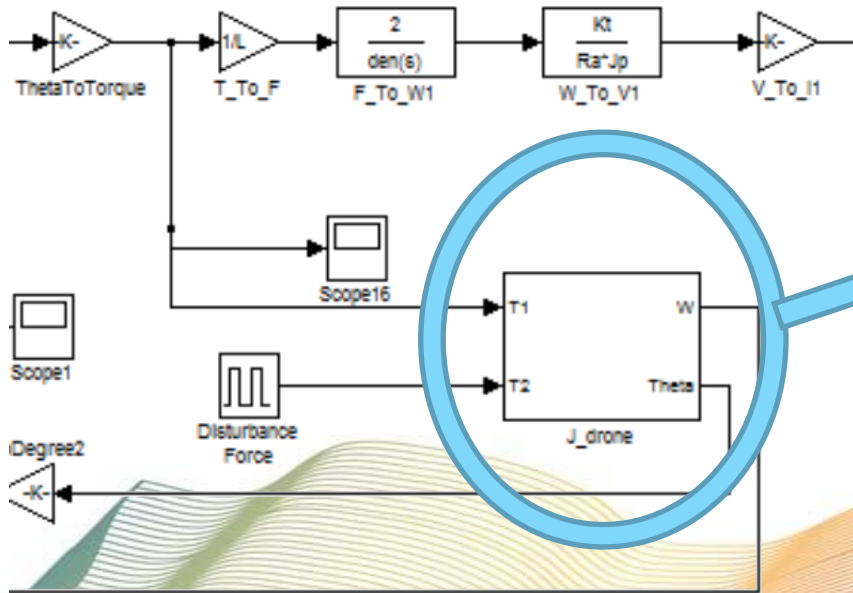 K-
ThetaToTorque
1/L
T_To_F
2
den(s)
F_To_W1
Kt
Ra*Jp
W_To_V1
K-
V_To_I1
Scope16
Scope1
T1
W
T2
Theta
J_drone
Disturbance
Force
Degree2
-K-